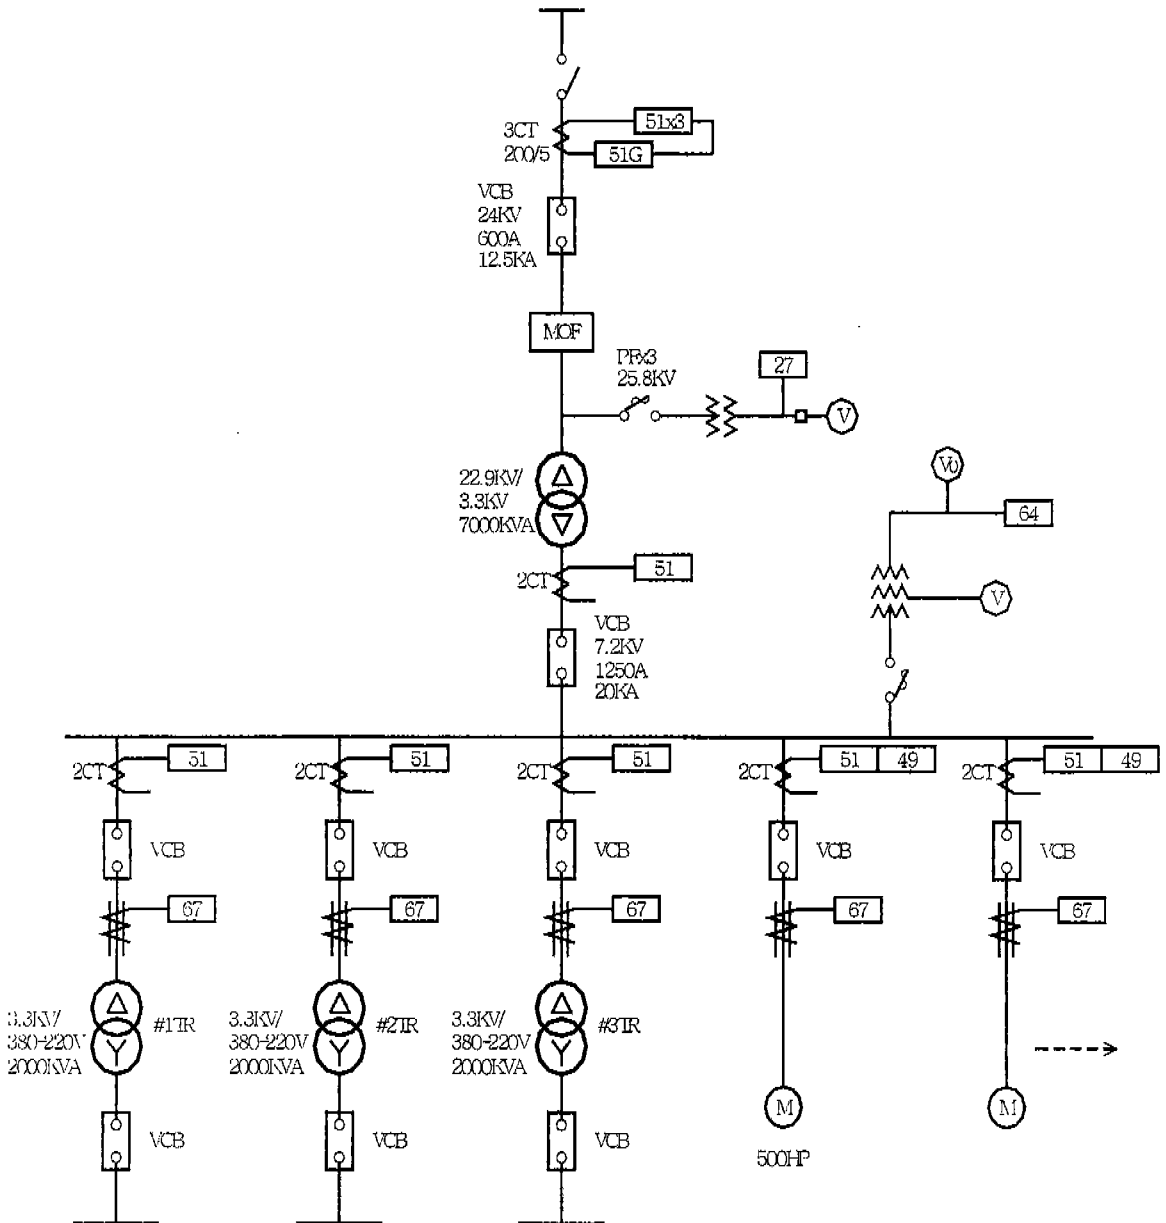 3CT
200/5
51x3
51G
VCB
24KV
600A
12.5KA
MOF
PFx3
25.8KV
27
V
22.9KV/
3.3KV
7000KVA
V0
64
2CT
51
V
VCB
7.2KV
1250A
20KA
2CT
51
2CT
51
2CT
51
2CT
51
49
2CT
51
49
VCB
VCB
VCB
VCB
VCB
67
67
67
67
67
3.3KV/
380-220V
2000KVA
#1TR
3.3KV/
380-220V
2000KVA
#2TR
3.3KV/
380-220V
2000KVA
#3TR
M
M
VCB
VCB
VCB
500HP